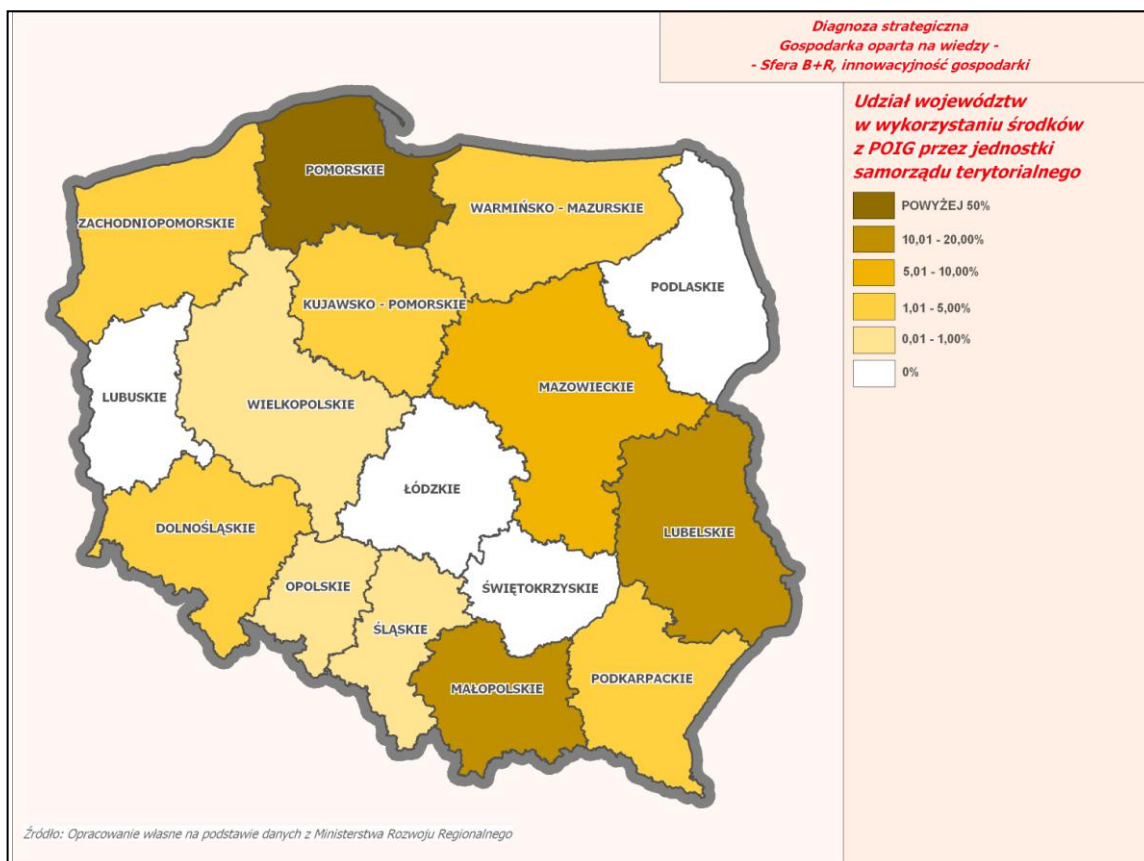 Diagnoza strategiczna
Gospodarka oparta na wiedzy -
- Sfera B+R, innowacyjność gospodarki
Udział województw
w wykorzystaniu środków
z POIG przez jednostki
samorządu terytorialnego
POWYŻEJ 50%
10,01 - 20,00%
5,01 - 10,00%
1,01 - 5,00%
0,01 - 1,00%
0%
POMORSKIE
ZACHODNIOPOMORSKIE
WARMIŃSKO - MAZURSKIE
PODLASKIE
KUJAWSKO - POMORSKIE
MAZOWIECKIE
LUBUSKIE
WIELKOPOLSKIE
ŁÓDZKIE
DOLNOŚLĄSKIE
LUBELSKIE
OPOLSKIE
ŚWIĘTOKRZYSKIE
ŚLĄSKIE
PODKARPACKIE
MAŁOPOLSKIE
Źródło: Opracowanie własne na podstawie danych z Ministerstwa Rozwoju Regionalnego